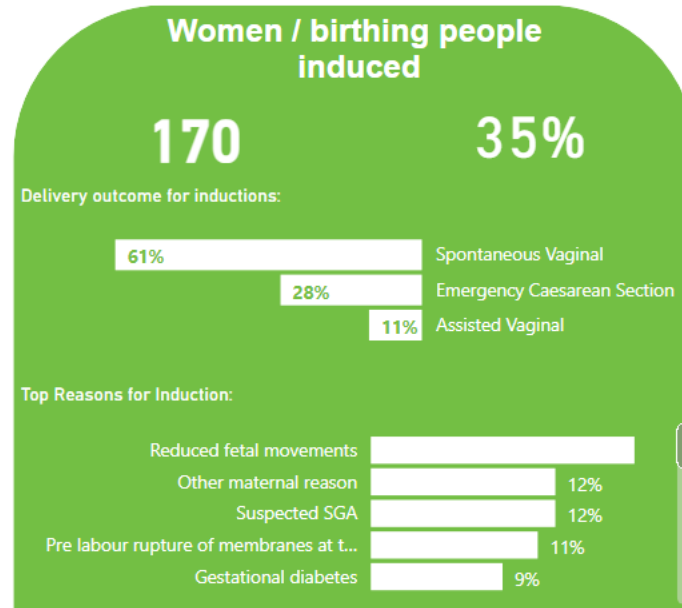 Women / birthing people
induced
170 35%
Delivery outcome for inductions:
61% Spontaneous Vaginal
28% Emergency Caesarean Section
11% Assisted Vaginal
Top Reasons for Induction:
Reduced fetal movements
Other maternal reason 12%
Suspected SGA 12%
Pre labour rupture of membranes at t... 11%
Gestational diabetes 9%